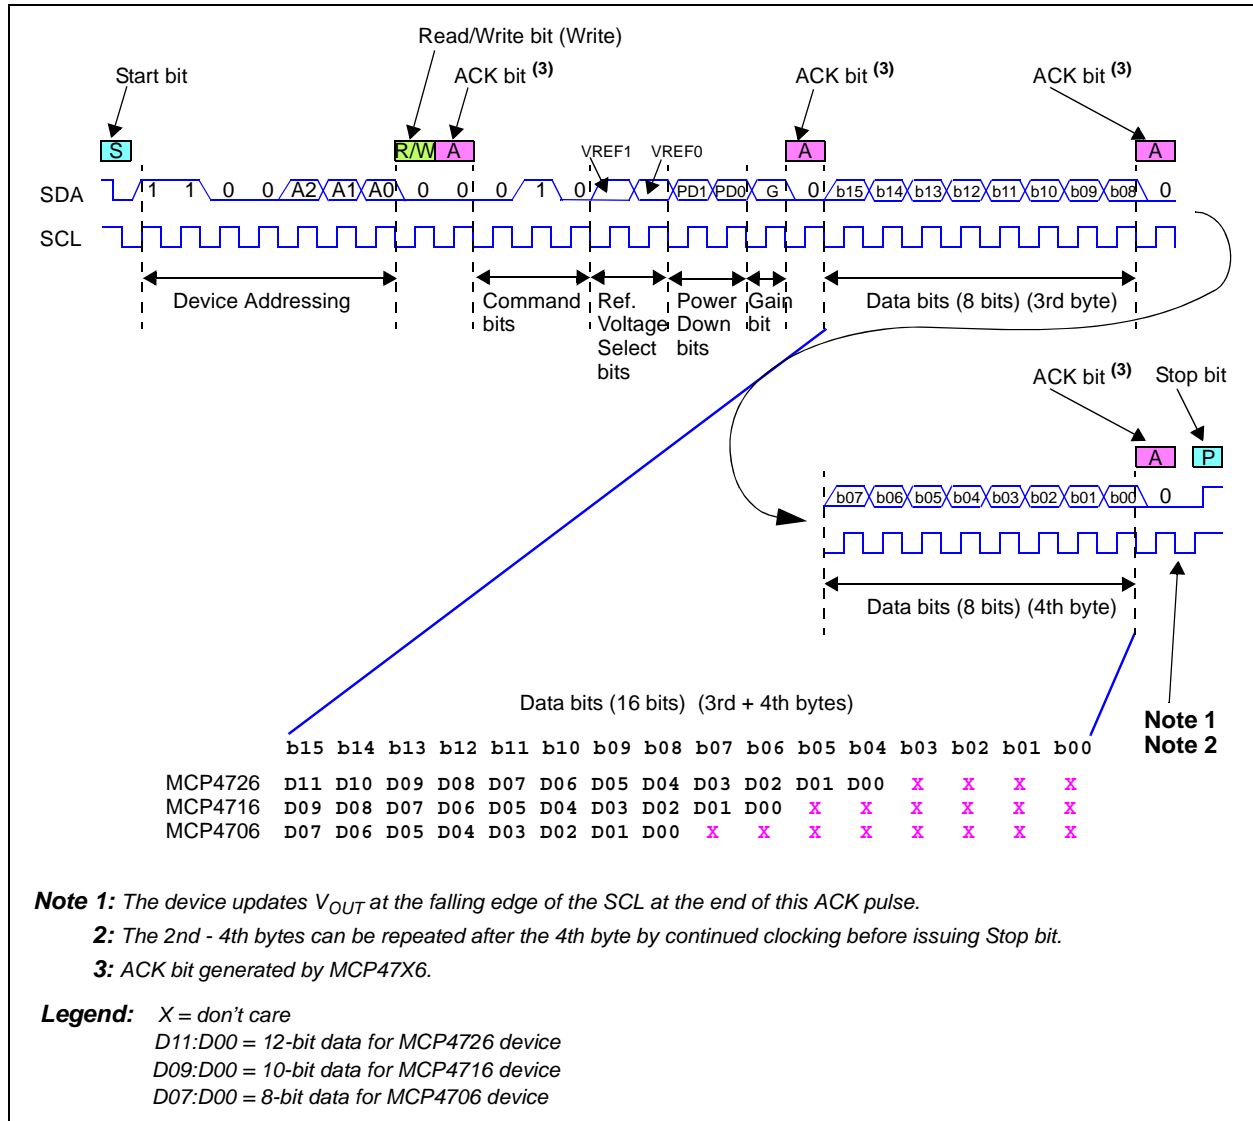 Read/Write bit (Write)
Start bit
ACK bit (3)
ACK bit (3)
ACK bit (3)
S
R/W
A
A
A
VREF1
VREF0
SDA
1 1 0 0 A2 A1 A0 0 0 0 1 0 PD1 PD0 G 0 b15 b14 b13 b12 b11 b10 b09 b08 0
SCL
Device Addressing
Command
bits
Ref.
Voltage
Select
bits
Power
Down
bits
Gain
bit
Data bits (8 bits) (3rd byte)
ACK bit (3)
Stop bit
A
P
b07 b06 b05 b04 b03 b02 b01 b00 0
Data bits (8 bits) (4th byte)
Note 1
Note 2
Data bits (16 bits) (3rd + 4th bytes)
b15 b14 b13 b12 b11 b10 b09 b08 b07 b06 b05 b04 b03 b02 b01 b00
MCP4726 D11 D10 D09 D08 D07 D06 D05 D04 D03 D02 D01 D00 X X X X
MCP4716 D09 D08 D07 D06 D05 D04 D03 D02 D01 D00 X X X X X X
MCP4706 D07 D06 D05 D04 D03 D02 D01 D00 X X X X X X X X
Note 1: The device updates VOUT at the falling edge of the SCL at the end of this ACK pulse.
2: The 2nd - 4th bytes can be repeated after the 4th byte by continued clocking before issuing Stop bit.
3: ACK bit generated by MCP47X6.
Legend: X = don't care
D11:D00 = 12-bit data for MCP4726 device
D09:D00 = 10-bit data for MCP4716 device
D07:D00 = 8-bit data for MCP4706 device